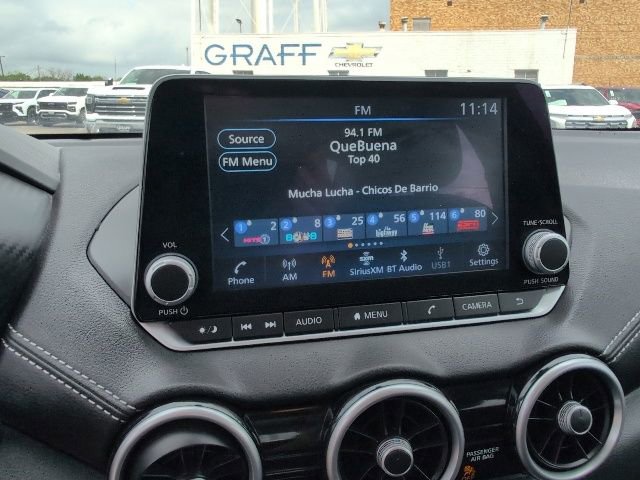 GRAFF
CHEVROLET
FM
11:14
Source
FM Menu
94.1 FM
QueBuena
Top 40
Mucha Lucha - Chicos De Barrio
1 2 2 8 3 25 4 56 5 114 6 80
HITS1
Phone AM FM SiriusXM BT Audio USB1 Settings
VOL
PUSH
TUNE·SCROLL
PUSH SOUND
AUDIO MENU CAMERA
PASSENGER
AIR BAG